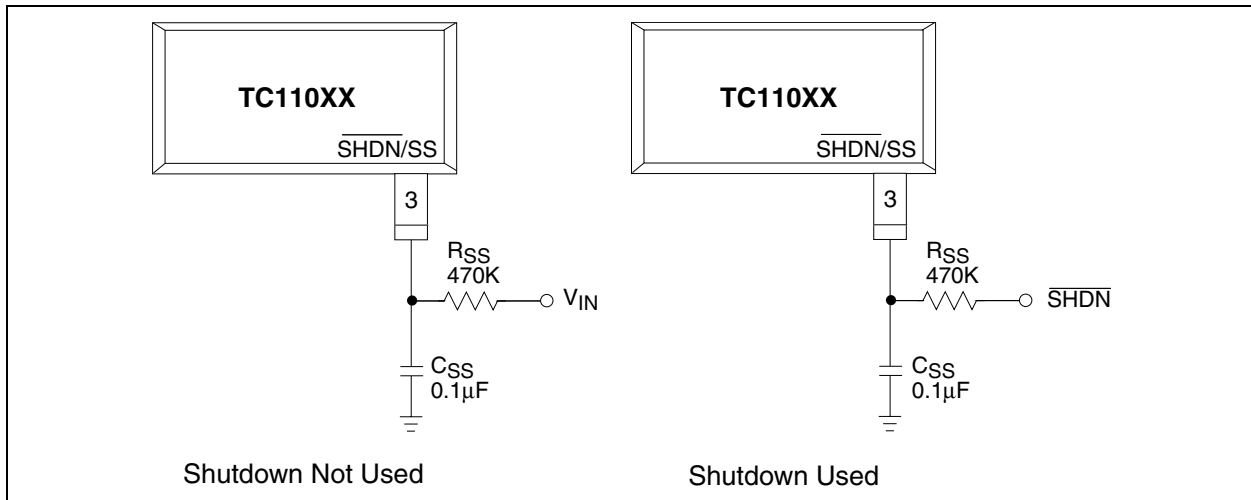 TC110XX
SHDN/SS
3
RSS
470K
VIN
CSS
0.1µF
Shutdown Not Used
TC110XX
SHDN/SS
3
RSS
470K
SHDN
CSS
0.1µF
Shutdown Used